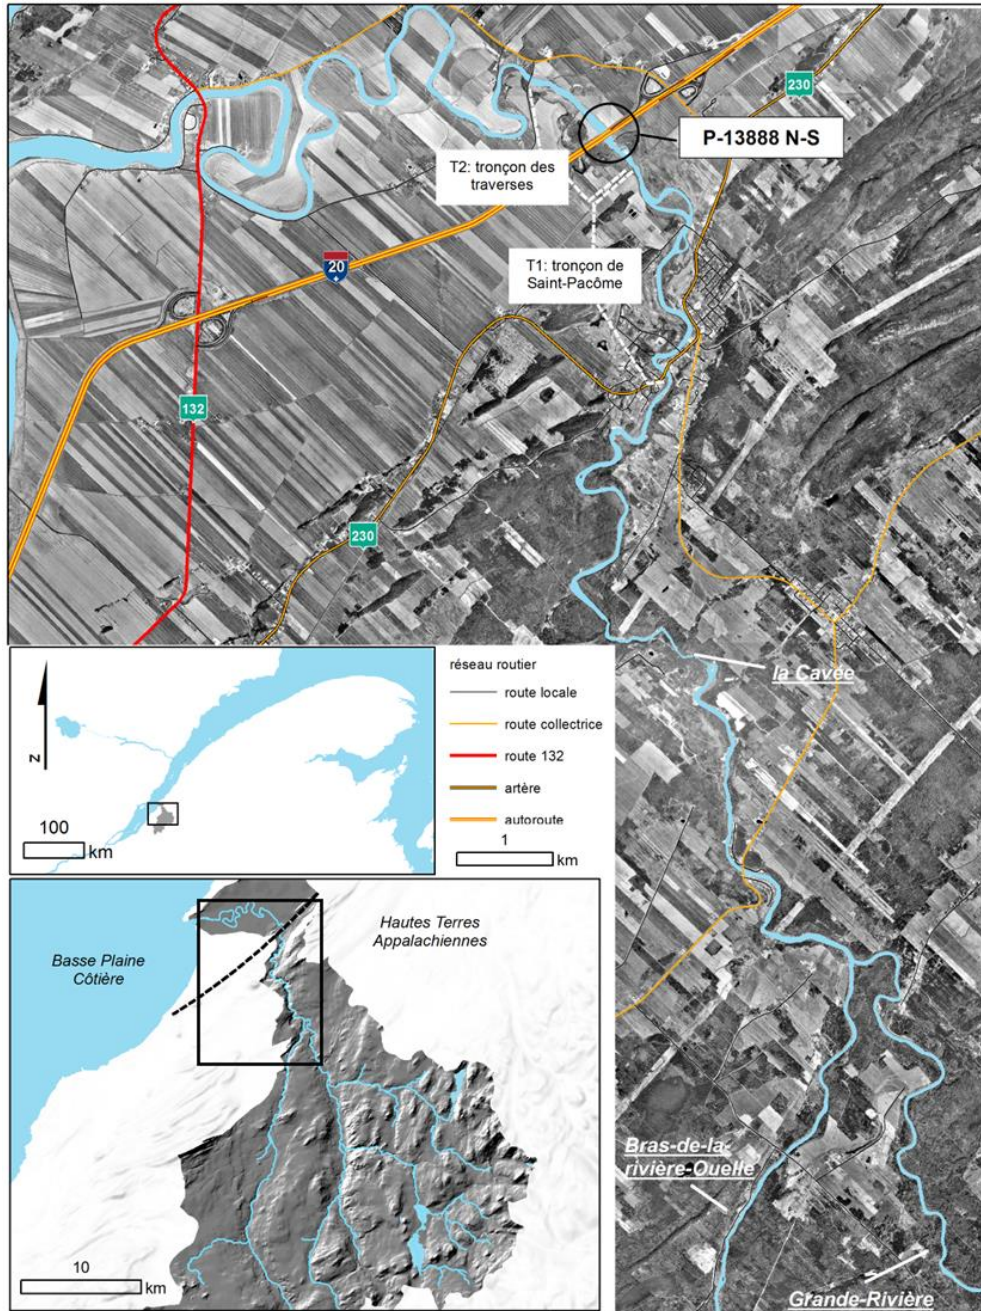 230
P-13888 N-S
T2: tronçon des
traverses
T1: tronçon de
Saint-Pacôme
20
132
230
la Cavée
N
100
km
réseau routier
route locale
route collectrice
route 132
artère
autoroute
1
km
Basse Plaine
Côtière
Hautes Terres
Appalachiennes
10
km
Bras-de-la-
rivière-Ouelle
Grande-Rivière